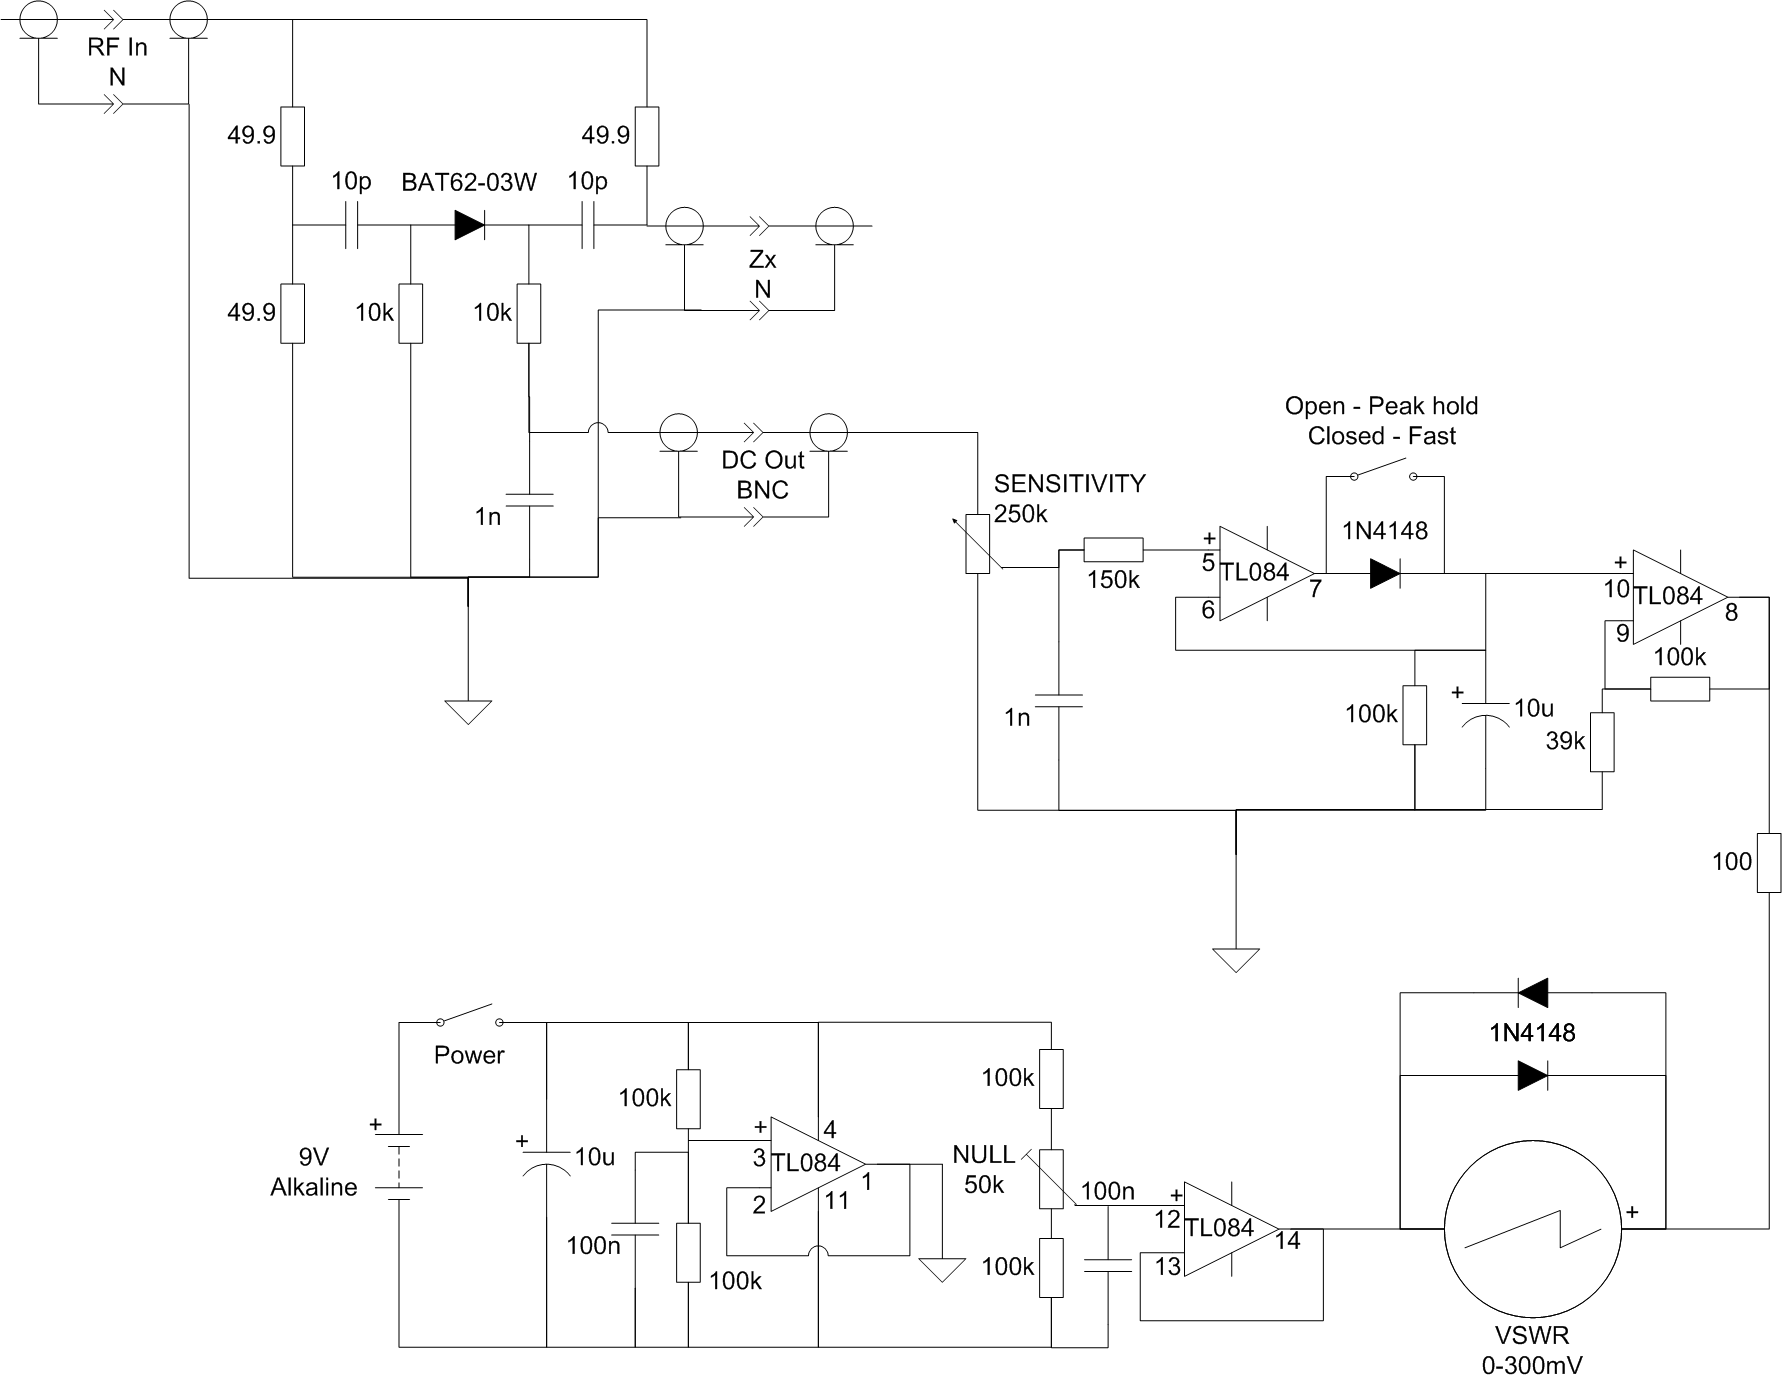 RF In
N
49.9
49.9
10p
BAT62-03W
10p
49.9
10k
10k
Zx
N
DC Out
BNC
1n
Open - Peak hold
Closed - Fast
SENSITIVITY
250k
1N4148
+
5
TL084
6
7
150k
+
10
TL084
9
8
100k
1n
100k
+
10u
39k
100
Power
1N4148
+
9V
Alkaline
+
10u
100k
+
3
TL084
2
4
11
1
100n
100k
100k
NULL
50k
100k
100n
+
12
TL084
13
14
+
VSWR
0-300mV